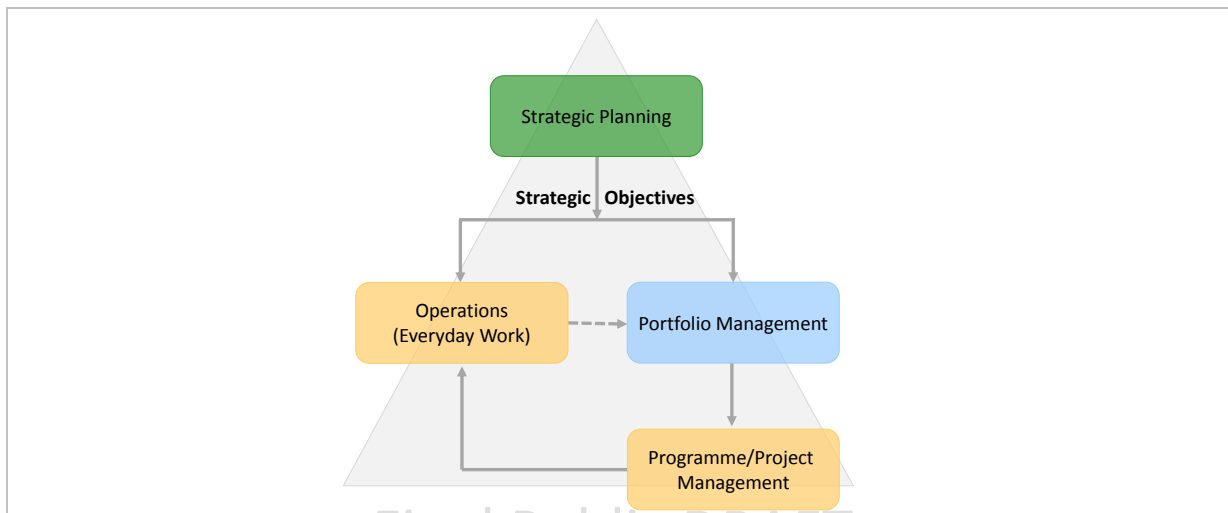 Strategic Planning
Strategic Objectives
Operations
(Everyday Work)
Portfolio Management
Programme/Project
Management